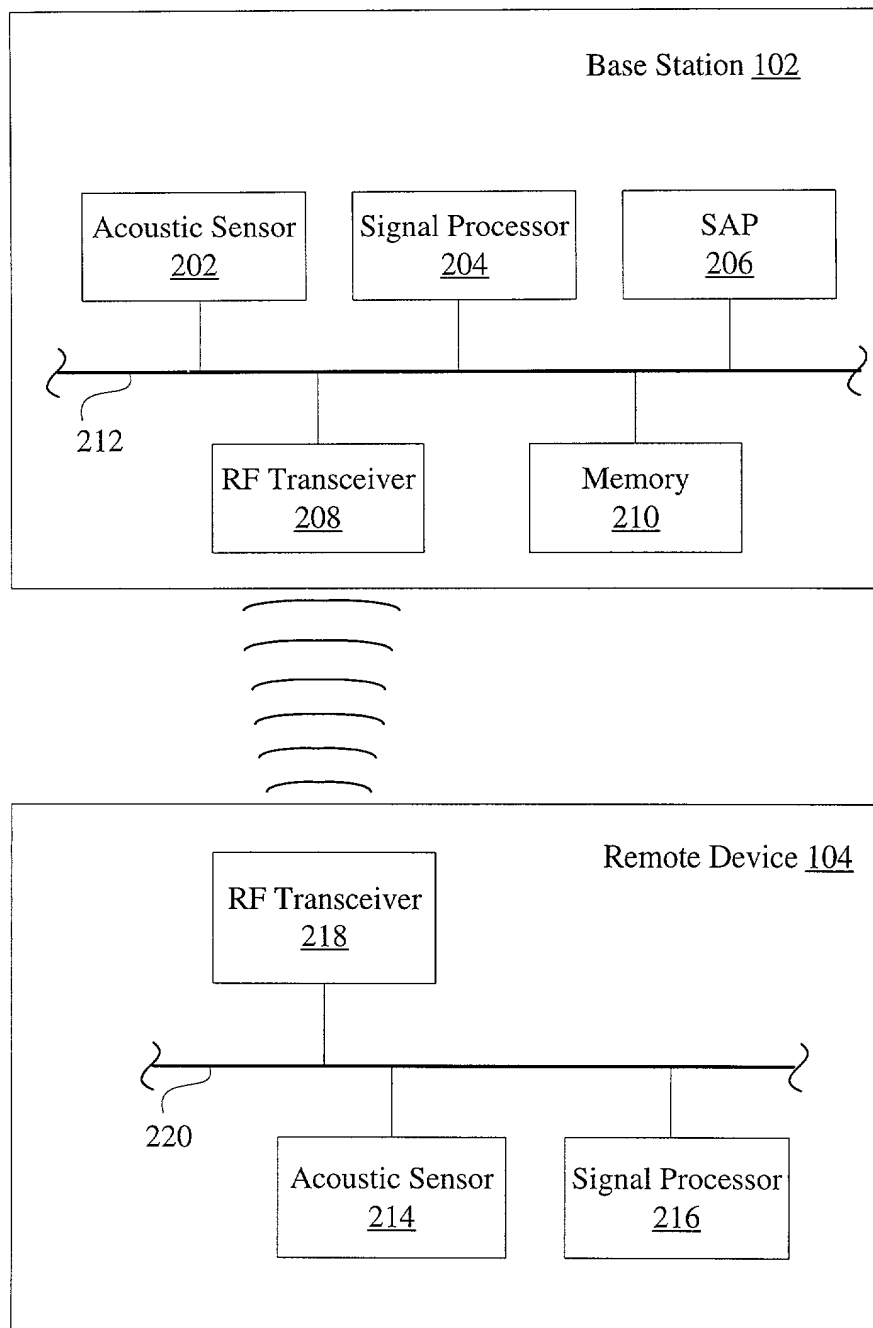 Base Station 102
Acoustic Sensor
202
Signal Processor
204
SAP
206
212
RF Transceiver
208
Memory
210
Remote Device 104
RF Transceiver
218
220
Acoustic Sensor
214
Signal Processor
216